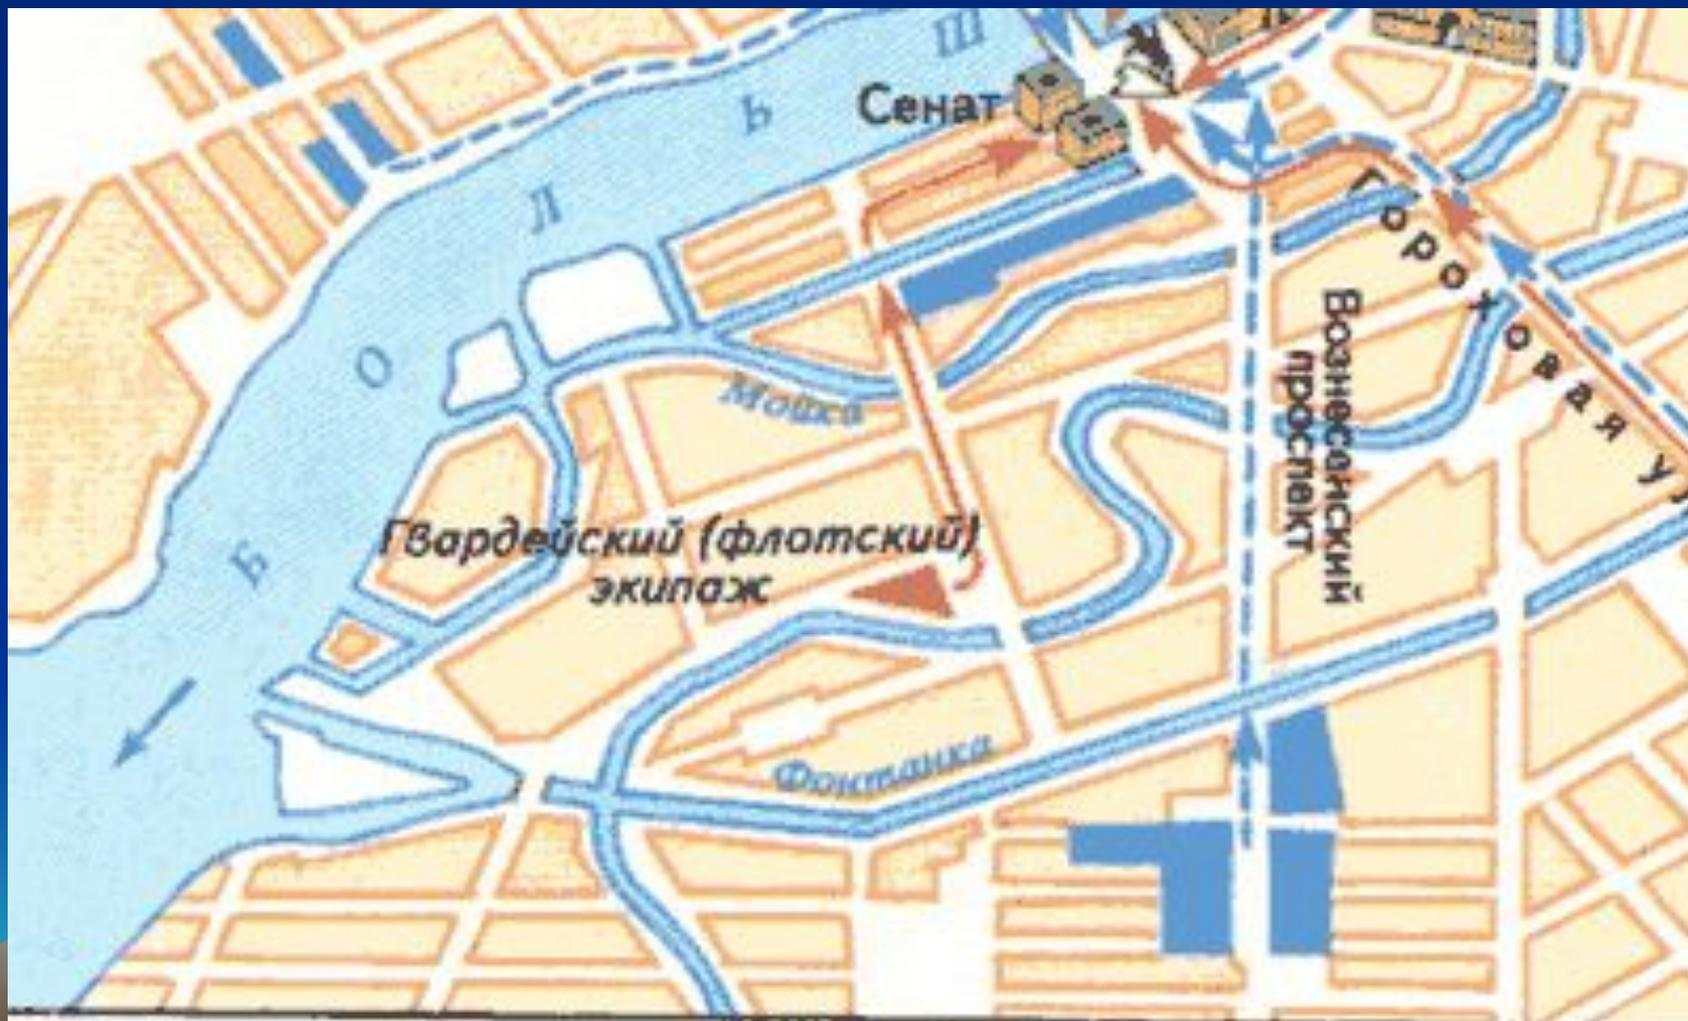 Б О Л Ь Ш
Сенат
Гороховая ул
Вознесенский
проспект
Мойка
Гвардейский (флотский)
экипаж
Фонтанка